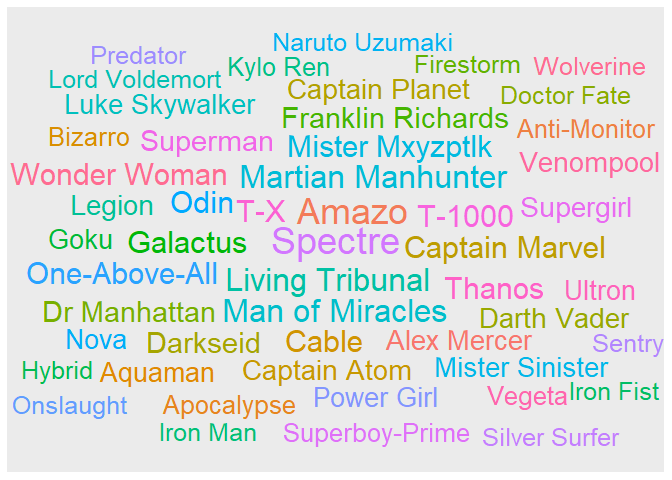 Naruto Uzumaki
Predator
Kylo Ren
Firestorm
Wolverine
Lord Voldemort
Captain Planet
Doctor Fate
Luke Skywalker
Franklin Richards
Anti-Monitor
Bizarro
Superman
Mister Mxyzptlk
Venompool
Wonder Woman
Martian Manhunter
Legion
Odin
T-X
Amazo
T-1000
Supergirl
Goku
Galactus
Spectre
Captain Marvel
One-Above-All
Living Tribunal
Thanos
Ultron
Dr Manhattan
Man of Miracles
Darth Vader
Nova
Darkseid
Cable
Alex Mercer
Sentry
Hybrid
Aquaman
Captain Atom
Mister Sinister
Onslaught
Apocalypse
Power Girl
Vegeta
Iron Fist
Iron Man
Superboy-Prime
Silver Surfer